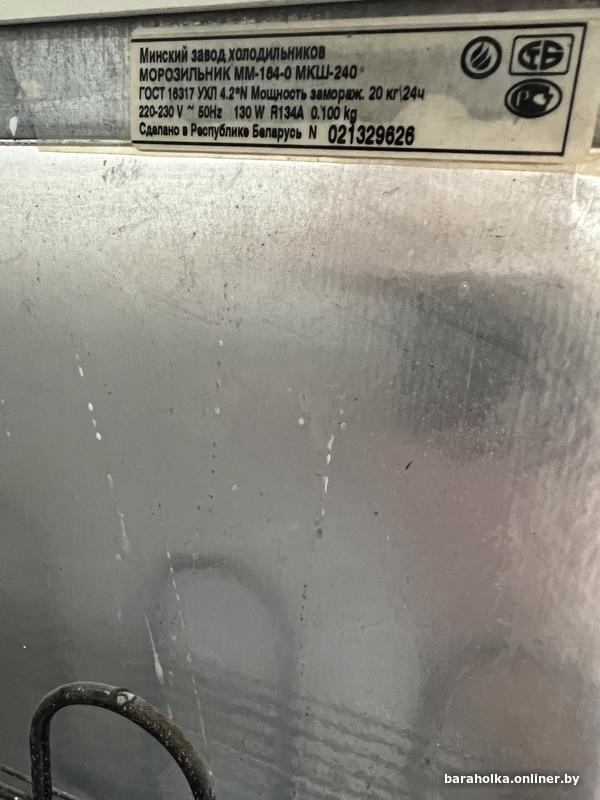 Минский завод холодильников
МОРОЗИЛЬНИК ММ-164-0 МКШ-240
ГОСТ 16317 УХЛ 4.2*N Мощность замораж. 20 кг\24ч
220-230 V ~ 50Hz 130 W R134A 0.100 kg
Сделано в Республике Беларусь N 021329626
baraholka.onliner.by